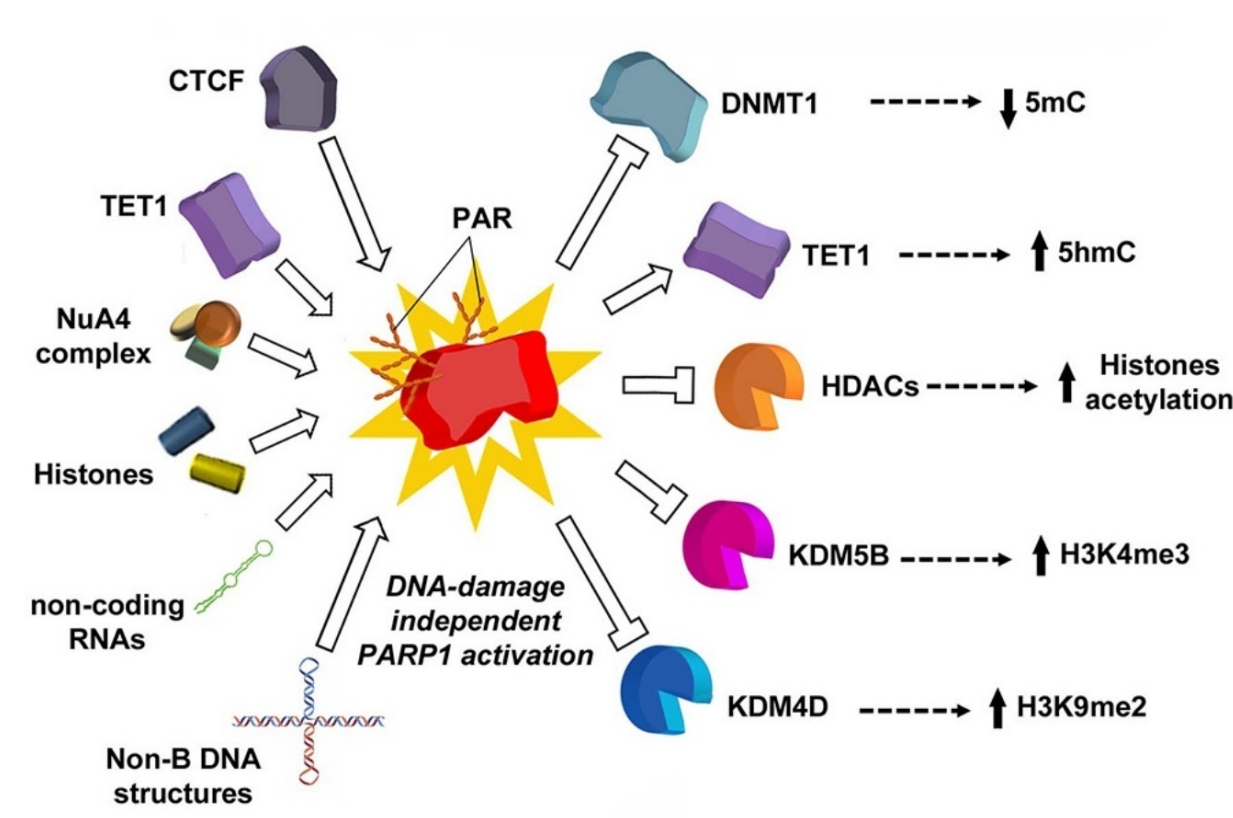 CTCF
DNMT1
5mC
TET1
PAR
TET1
5hmC
NuA4
complex
HDACs
Histones
acetylation
Histones
KDM5B
H3K4me3
non-coding
RNAs
DNA-damage
independent
PARP1 activation
KDM4D
H3K9me2
Non-B DNA
structures